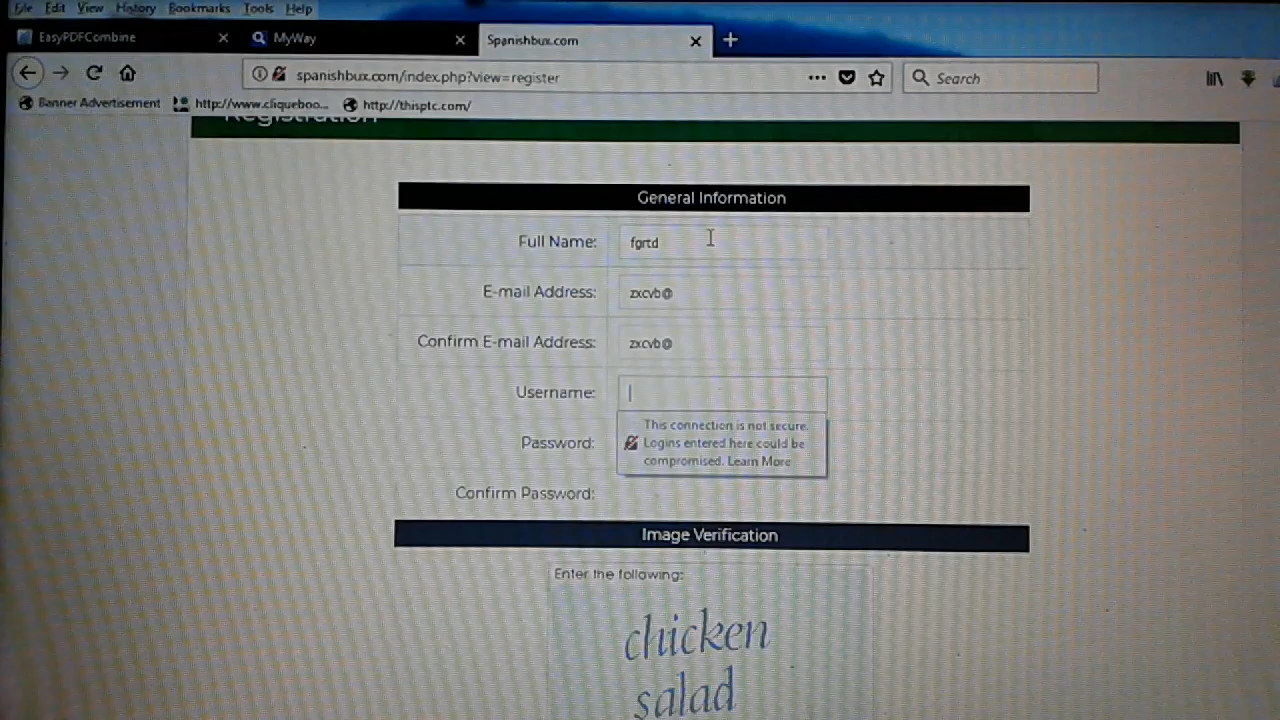 File Edit View History Bookmarks Tools Help
EasyPDFCombine MyWay Spanishbux.com
spanishbux.com/index.php?view=register Search
Banner Advertisement http://www.cliqueboo... http://thisptc.com/
Registration
General Information
Full Name: fgrtd
E-mail Address: zxcvb@
Confirm E-mail Address: zxcvb@
Username:
This connection is not secure.
Password: Logins entered here could be
compromised. Learn More
Confirm Password:
Image Verification
Enter the following:
chicken
salad